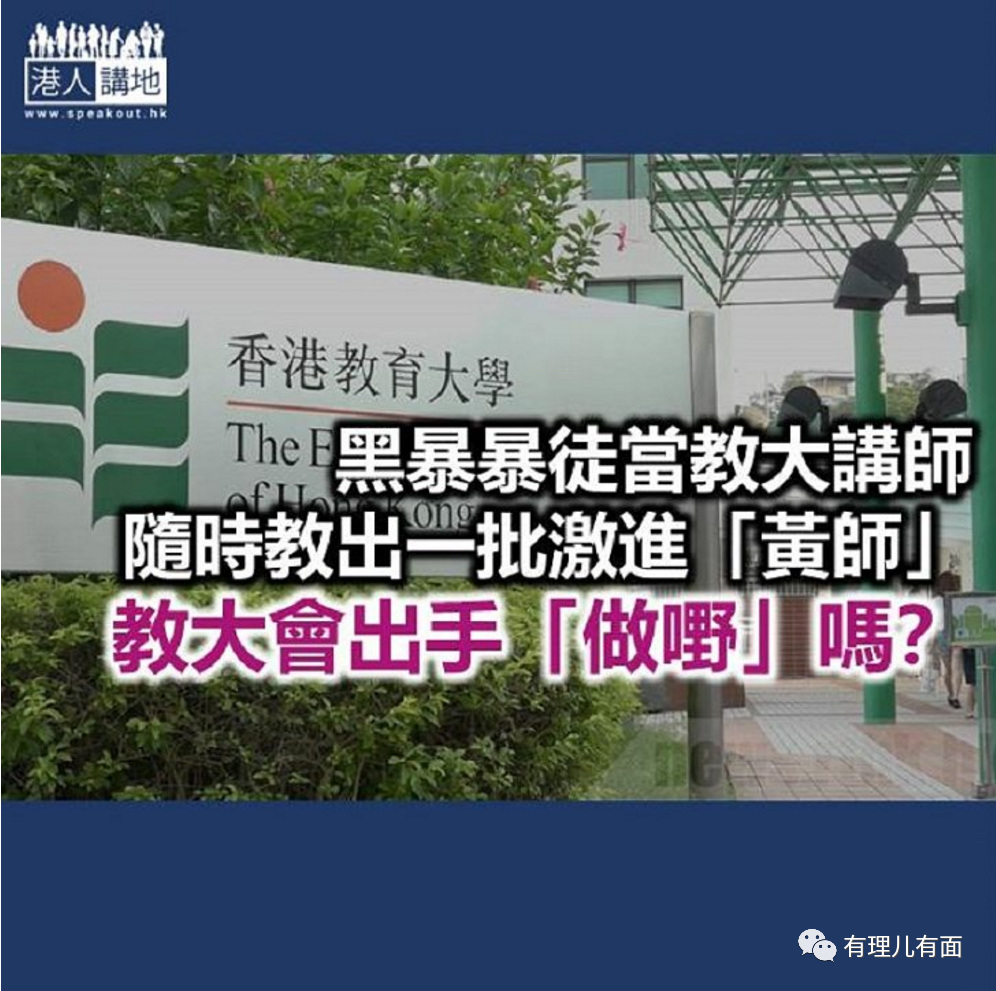 港人講地
www.speakout.hk
香港教育大學
The E
of Hong Kong
黑暴暴徒當教大講師
隨時教出一批激進「黃師」
教大會出手「做嘢」嗎?
有理儿有面